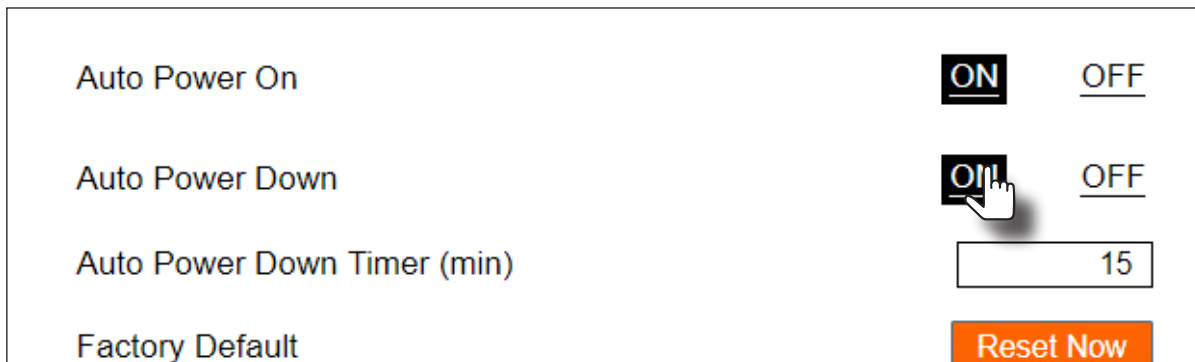 Auto Power On ON OFF
Auto Power Down ON OFF
Auto Power Down Timer (min) 15
Factory Default Reset Now